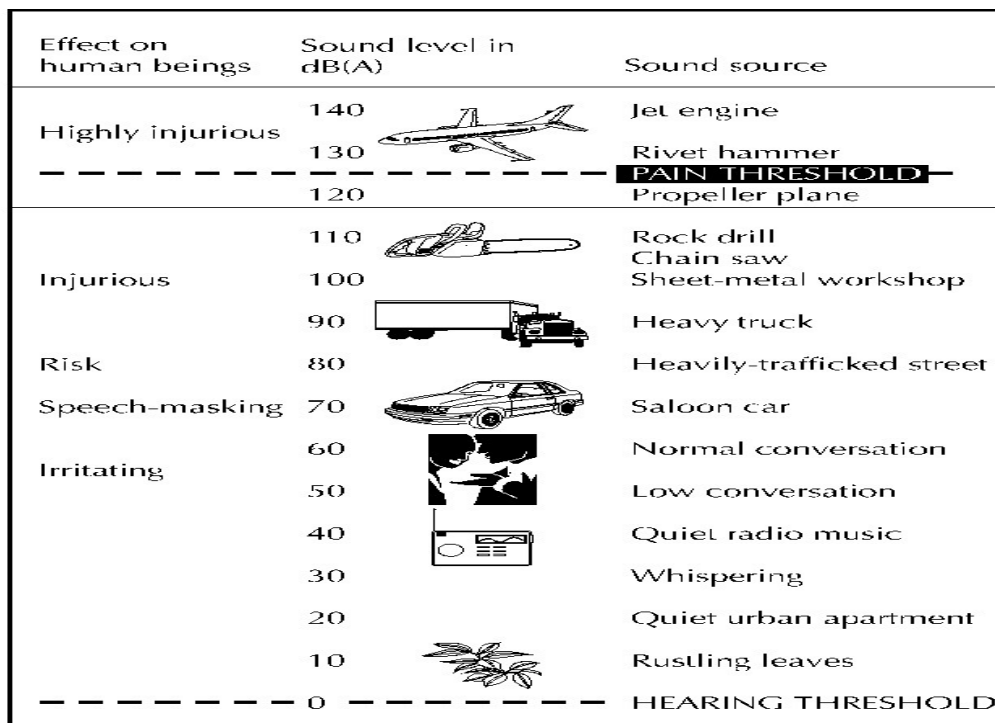 Effect on human beings Sound level in dB(A) Sound source
140 Jet engine
Highly injurious
130 Rivet hammer
PAIN THRESHOLD
120 Propeller plane
110 Rock drill
Chain saw
Injurious 100 Sheet-metal workshop
90 Heavy truck
Risk 80 Heavily-trafficked street
Speech-masking 70 Saloon car
60 Normal conversation
Irritating
50 Low conversation
40 Quiet radio music
30 Whispering
20 Quiet urban apartment
10 Rustling leaves
0 HEARING THRESHOLD